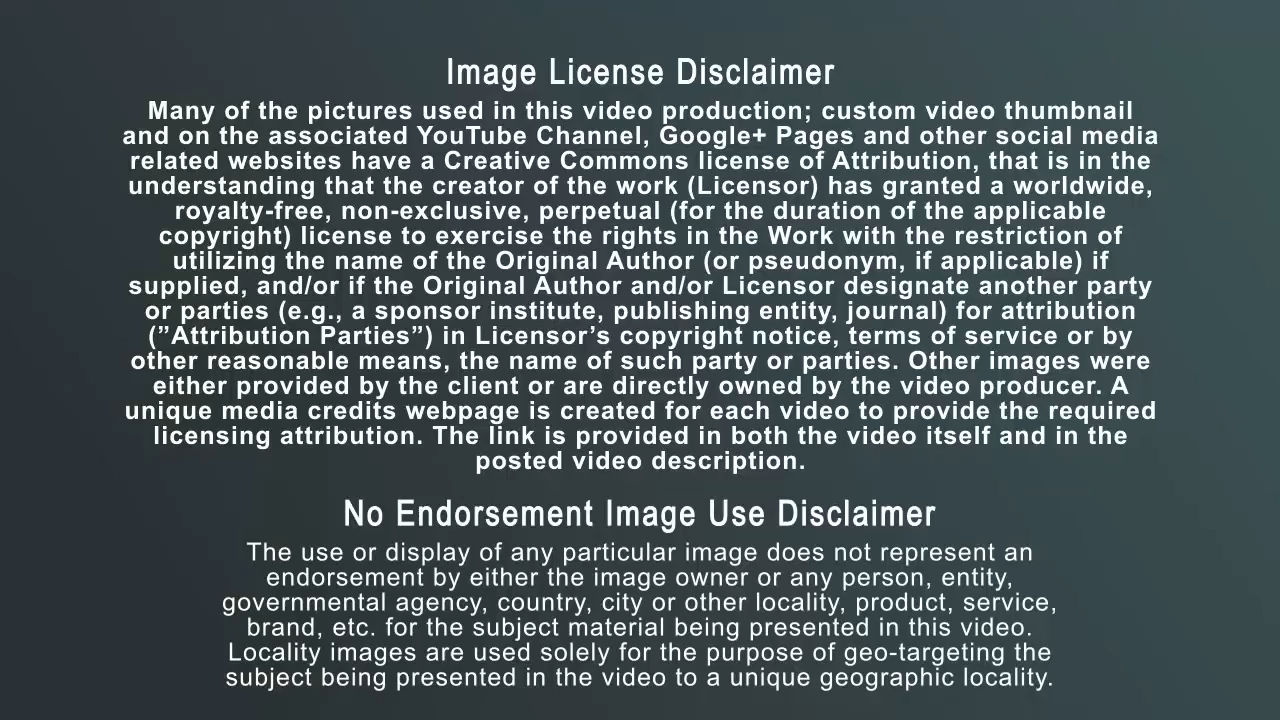 Image License Disclaimer
Many of the pictures used in this video production; custom video thumbnail
and on the associated YouTube Channel, Google+ Pages and other social media
related websites have a Creative Commons license of Attribution, that is in the
understanding that the creator of the work (Licensor) has granted a worldwide,
royalty-free, non-exclusive, perpetual (for the duration of the applicable
copyright) license to exercise the rights in the Work with the restriction of
utilizing the name of the Original Author (or pseudonym, if applicable) if
supplied, and/or if the Original Author and/or Licensor designate another party
or parties (e.g., a sponsor institute, publishing entity, journal) for attribution
(”Attribution Parties”) in Licensor’s copyright notice, terms of service or by
other reasonable means, the name of such party or parties. Other images were
either provided by the client or are directly owned by the video producer. A
unique media credits webpage is created for each video to provide the required
licensing attribution. The link is provided in both the video itself and in the
posted video description.
No Endorsement Image Use Disclaimer
The use or display of any particular image does not represent an
endorsement by either the image owner or any person, entity,
governmental agency, country, city or other locality, product, service,
brand, etc. for the subject material being presented in this video.
Locality images are used solely for the purpose of geo-targeting the
subject being presented in the video to a unique geographic locality.